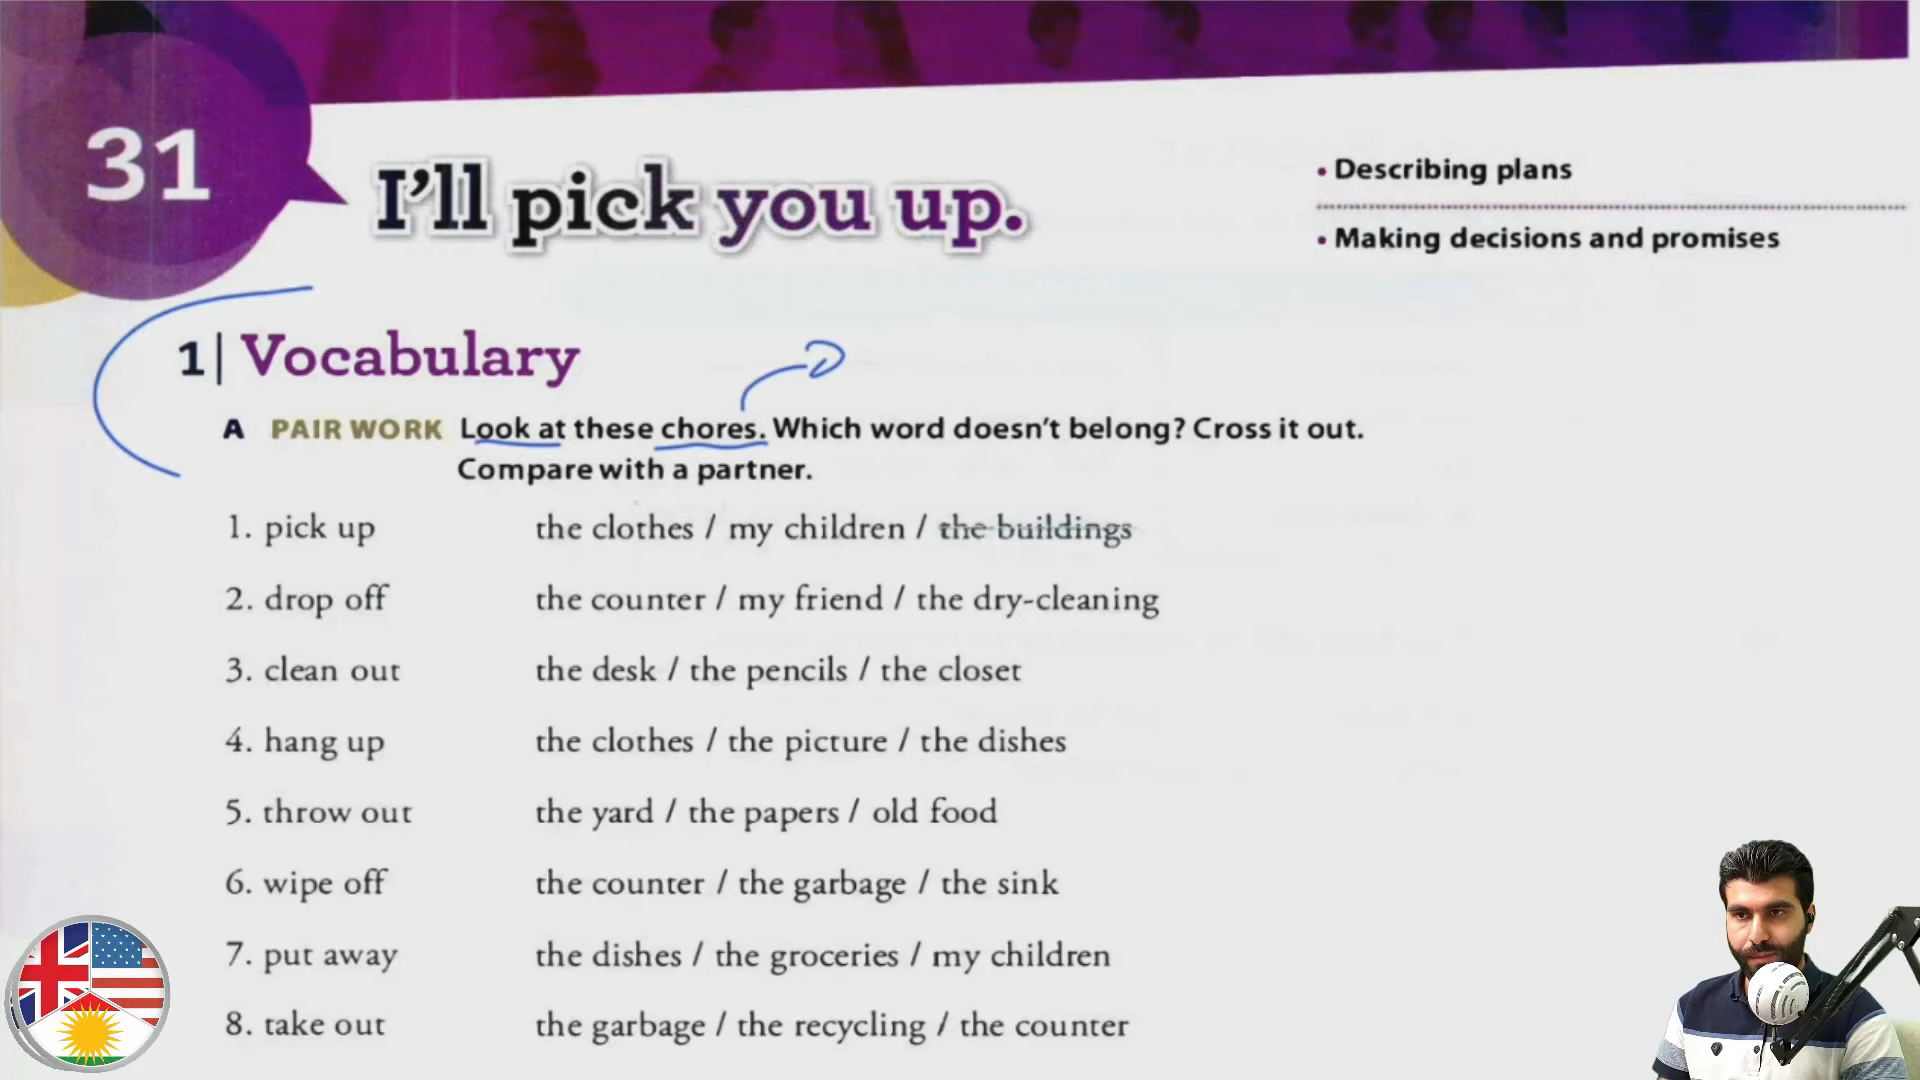 31
I'll pick you up.
• Describing plans
• Making decisions and promises
1| Vocabulary
A PAIR WORK Look at these chores. Which word doesn't belong? Cross it out.
Compare with a partner.
1. pick up the clothes / my children / the buildings
2. drop off the counter / my friend / the dry-cleaning
3. clean out the desk / the pencils / the closet
4. hang up the clothes / the picture / the dishes
5. throw out the yard / the papers / old food
6. wipe off the counter / the garbage / the sink
7. put away the dishes / the groceries / my children
8. take out the garbage / the recycling / the counter